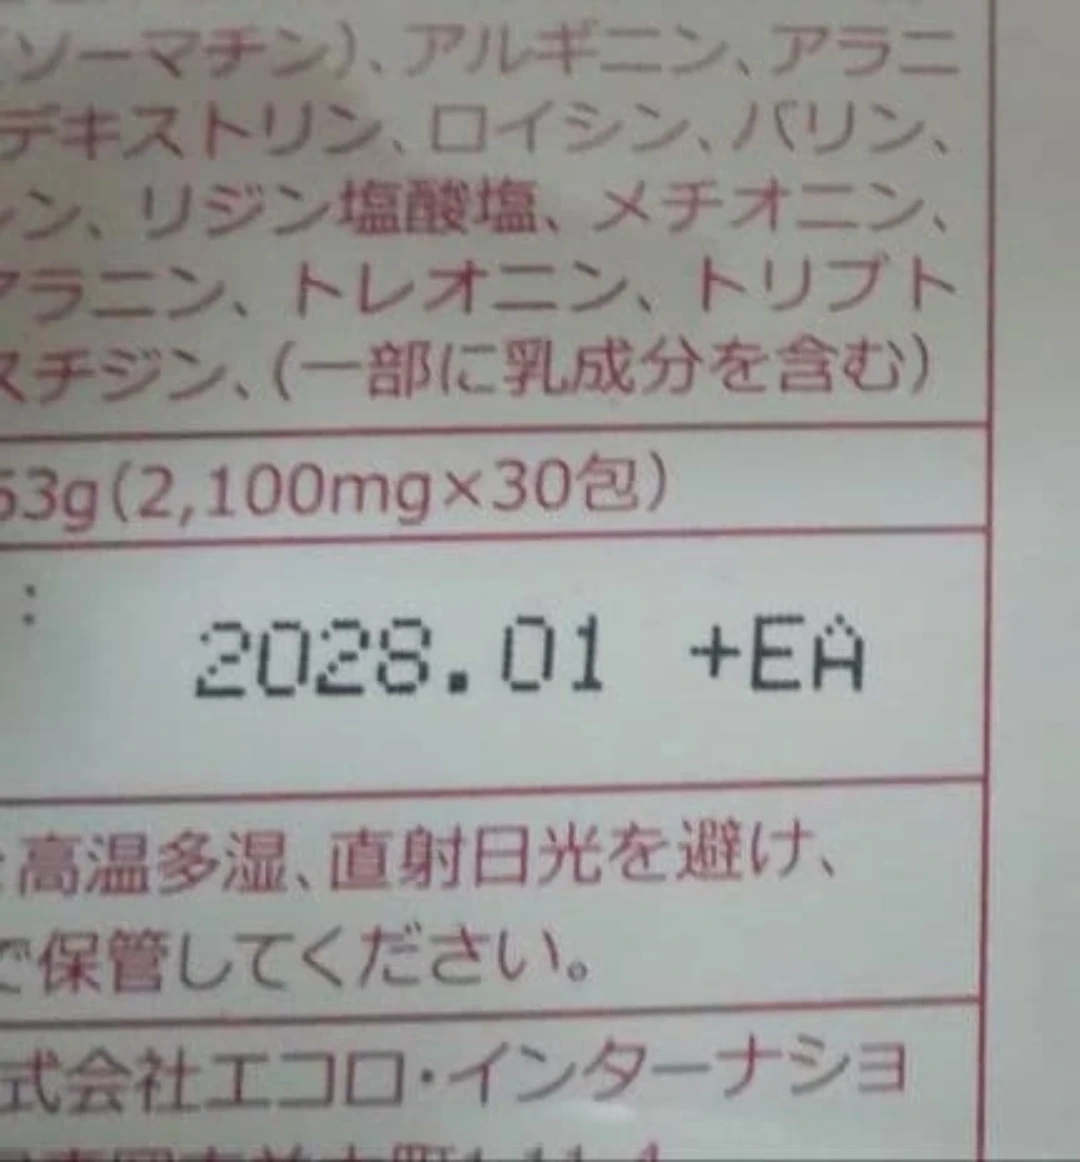 (ソーマチン)、アルギニン、アラニ
デキストリン、ロイシン、バリン、
ン、リジン塩酸塩、メチオニン、
アラニン、トレオニン、トリプト
スチジン、(一部に乳成分を含む)
63g(2,100mg×30包)
: 2028.01 +EA
高温多湿、直射日光を避け、
で保管してください。
式会社エコロ・インターナショ